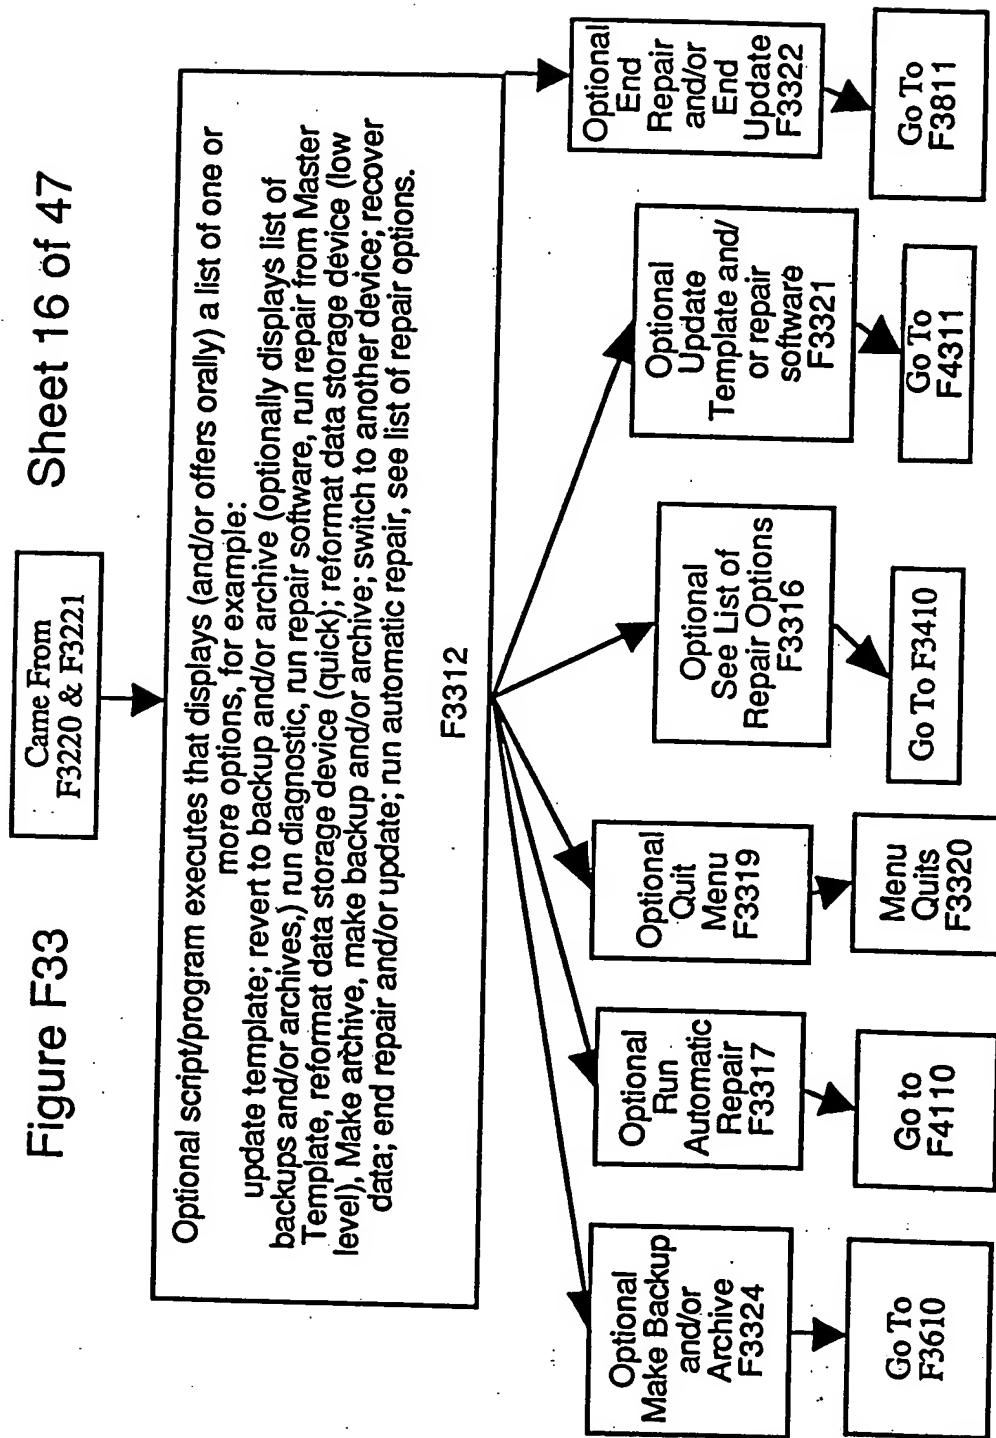 Figure F33
Sheet 16 of 47
Came From
F3220 & F3221
Optional script/program executes that displays (and/or offers orally) a list of one or
more options, for example:
update template; revert to backup and/or archive (optionally displays list of
backups and/or archives,) run diagnostic, run repair software, run repair from Master
Template, reformat data storage device (quick); reformat data storage device (low
level), Make archive, make backup and/or archive; switch to another device; recover
data; end repair and/or update; run automatic repair, see list of repair options.
F3312
Optional
Make Backup
and/or
Archive
F3324
Go To
F3610
Optional
Run
Automatic
Repair
F3317
Go to
F4110
Optional
Quit
Menu
F3319
Menu
Quits
F3320
Optional
See List of
Repair Options
F3316
Go To F3410
Optional
Update
Template and/
or repair
software
F3321
Go To
F4311
Optional
End
Repair
and/or
End
Update
F3322
Go To
F3811